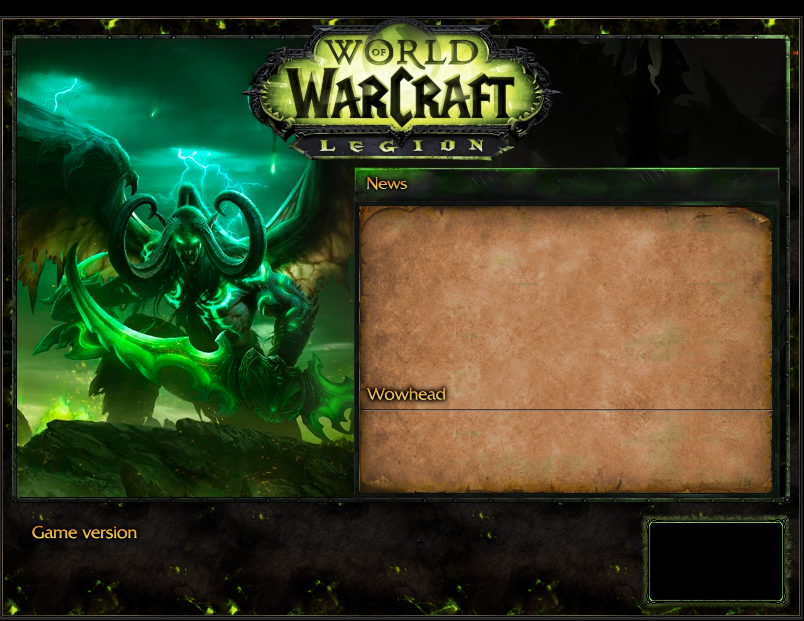 WORLD OF
WARCRAFT
LEGION
News
Wowhead
Game version